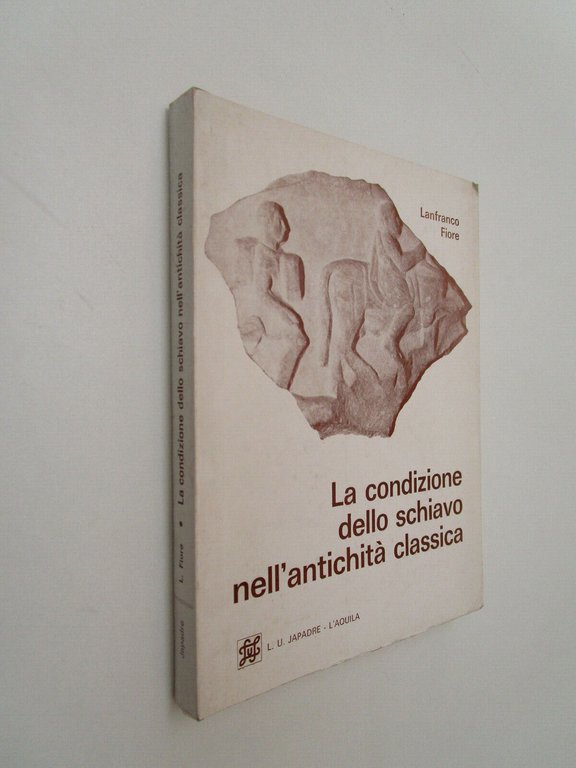 Lanfranco
Fiore
La condizione
dello schiavo
nell'antichità classica
L. U. JAPADRE - L'AQUILA
Japadre L. Fiore • La condizione dello schiavo nell'antichità classica